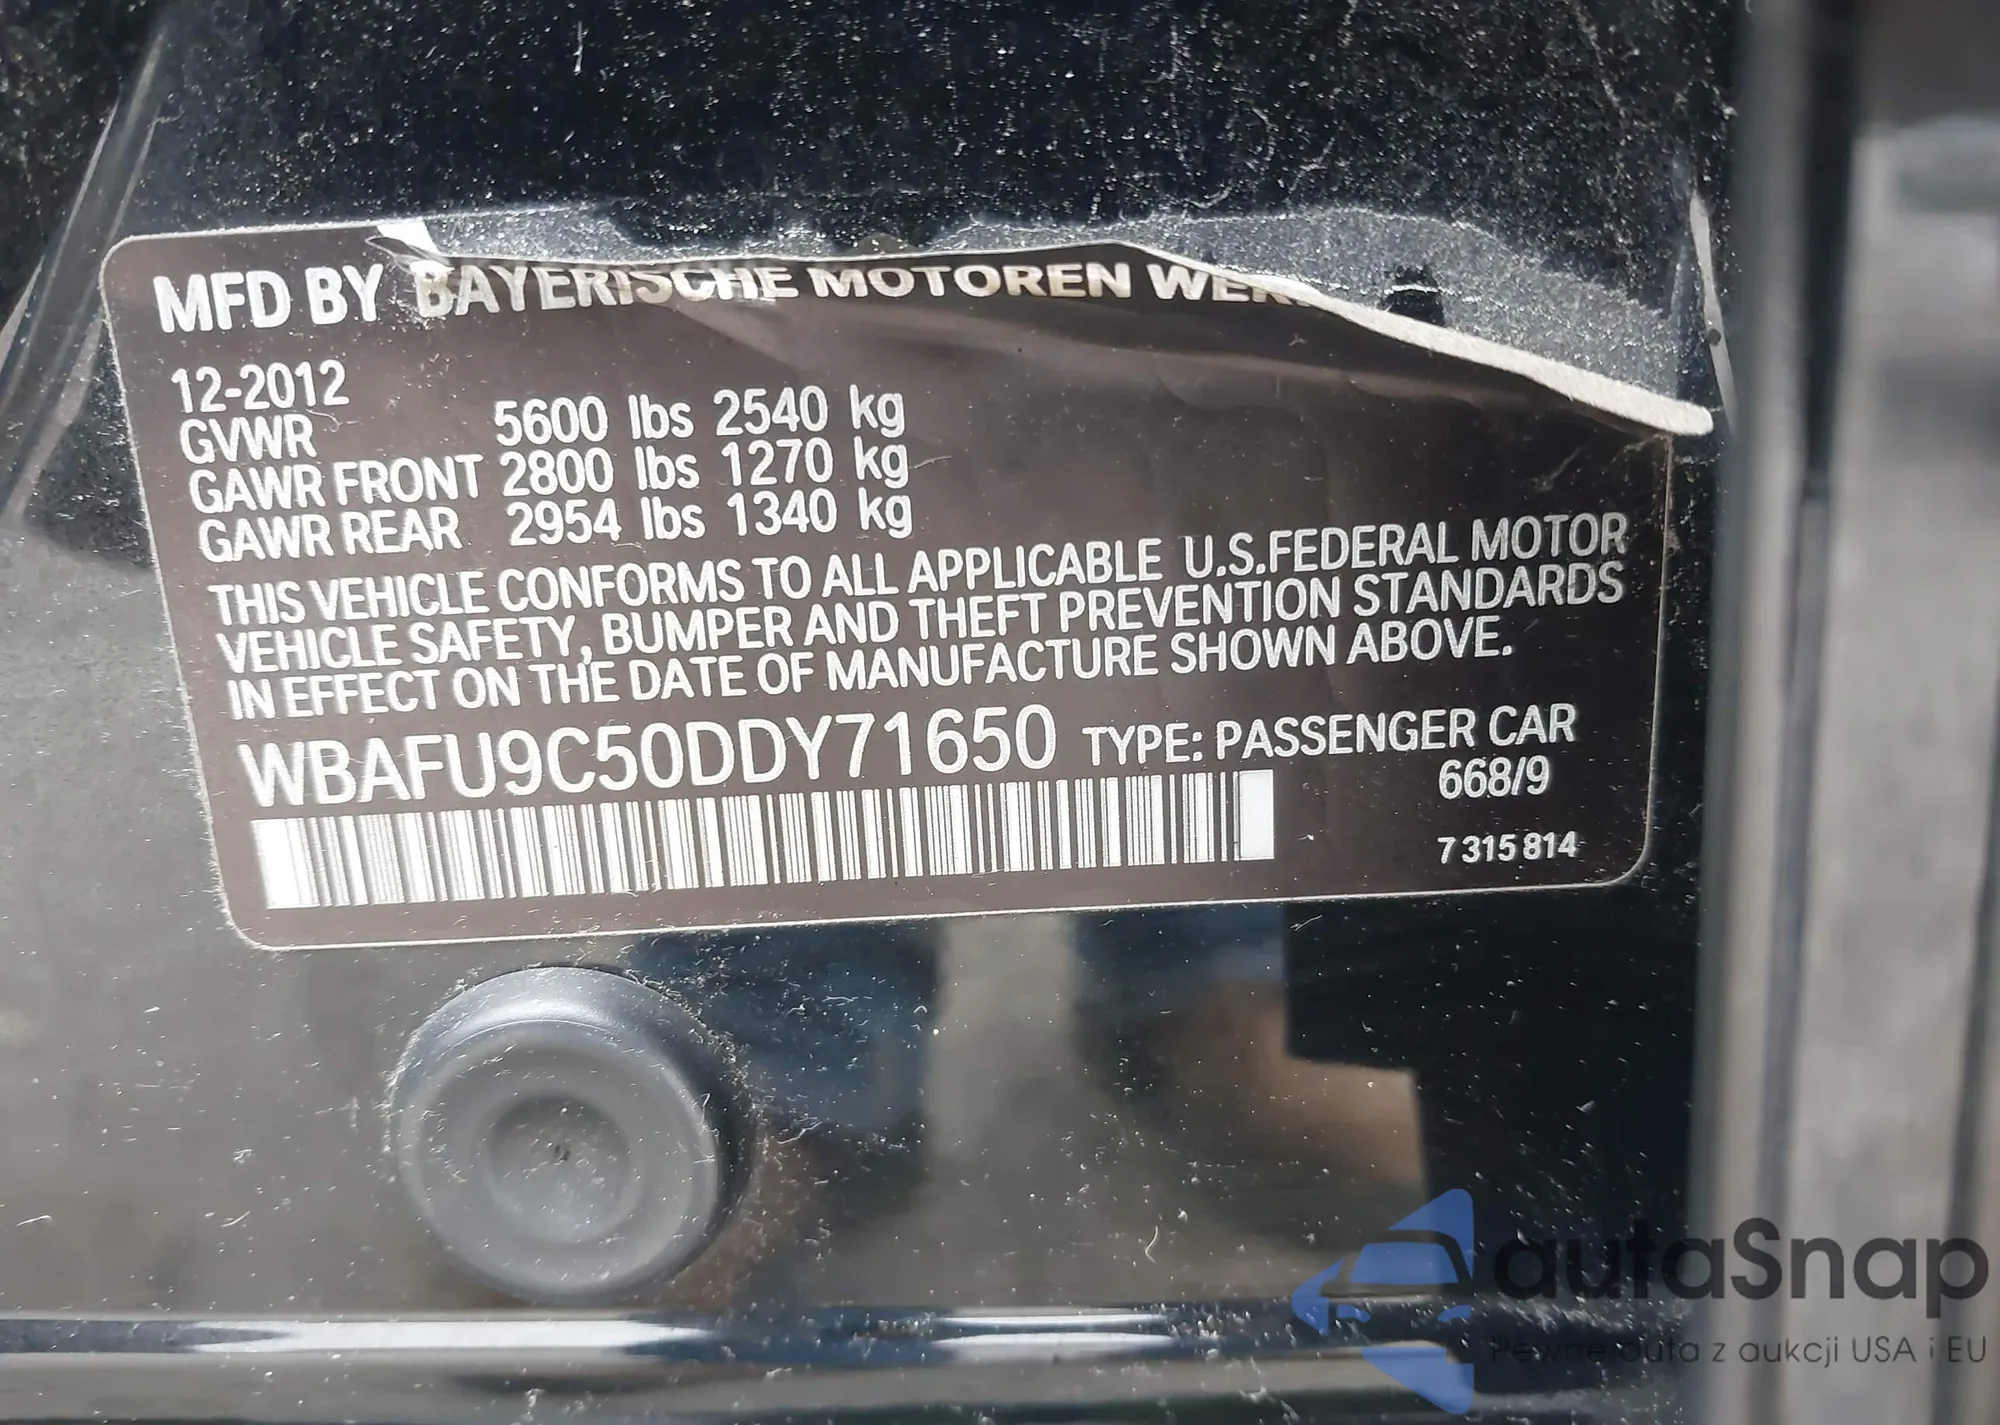 MFD BY BAYERISCHE MOTOREN
12-2012
GVWR 5600 lbs 2540 kg
GAWR FRONT 2800 lbs 1270 kg
GAWR REAR 2954 lbs 1340 kg
THIS VEHICLE CONFORMS TO ALL APPLICABLE U.S.FEDERAL MOTOR
VEHICLE SAFETY, BUMPER AND THEFT PREVENTION STANDARDS
IN EFFECT ON THE DATE OF MANUFACTURE SHOWN ABOVE.
WBAFU9C50DDY71650 TYPE: PASSENGER CAR
668/9
7 315 814
autaSnap
Pewne auta z aukcji USA i EU